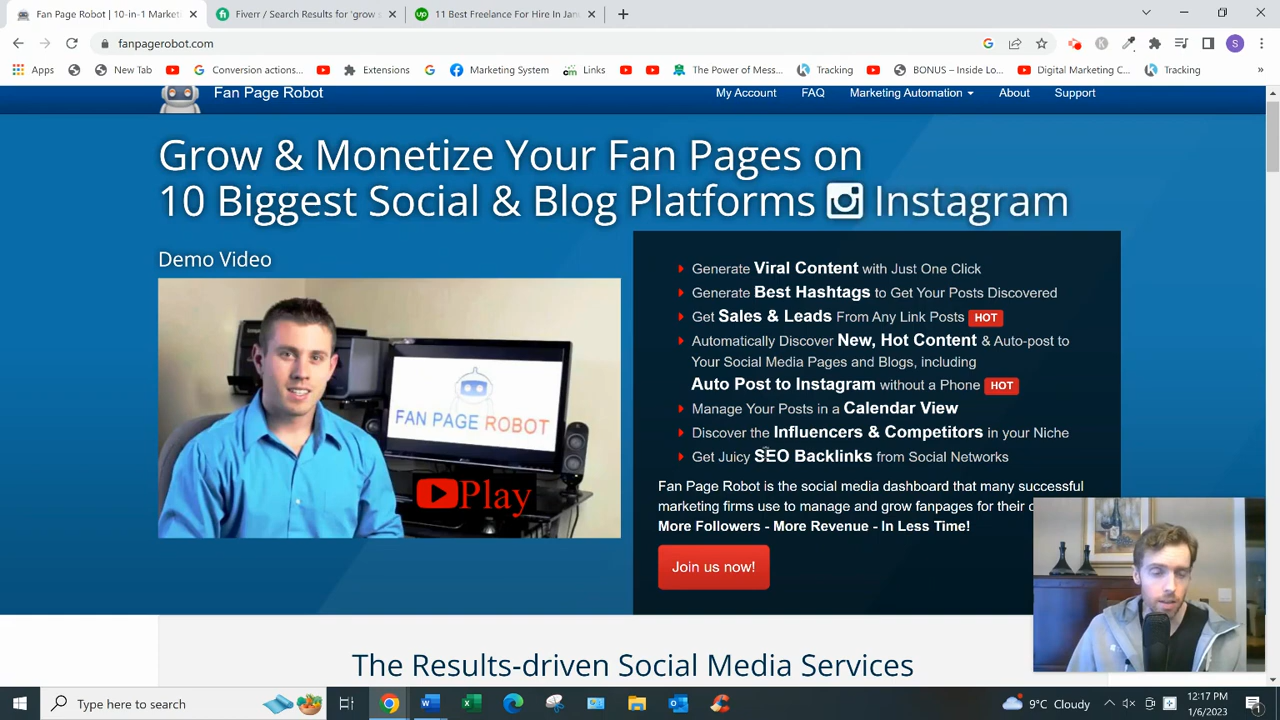 Fan Page Robot | 10-in-1 Market
Fiverr / Search Results for 'grow
11 Best Freelance For Hire In Jan
fanpagerobot.com
S
Apps
New Tab
Conversion actions...
Extensions
Marketing System
Links
The Power of Mess...
Tracking
BONUS – Inside Lo...
Digital Marketing C...
Tracking
»
Fan Page Robot
My Account
FAQ
Marketing Automation
About
Support
Grow & Monetize Your Fan Pages on
10 Biggest Social & Blog Platforms Instagram
Demo Video
FAN PAGE ROBOT
Play
Generate Viral Content with Just One Click
Generate Best Hashtags to Get Your Posts Discovered
Get Sales & Leads From Any Link Posts HOT
Automatically Discover New, Hot Content & Auto-post to
Your Social Media Pages and Blogs, including
Auto Post to Instagram without a Phone HOT
Manage Your Posts in a Calendar View
Discover the Influencers & Competitors in your Niche
Get Juicy SEO Backlinks from Social Networks
Fan Page Robot is the social media dashboard that many successful
marketing firms use to manage and grow fanpages for their
More Followers - More Revenue - In Less Time!
Join us now!
The Results-driven Social Media Services
Type here to search
9°C Cloudy
12:17 PM
1/6/2023